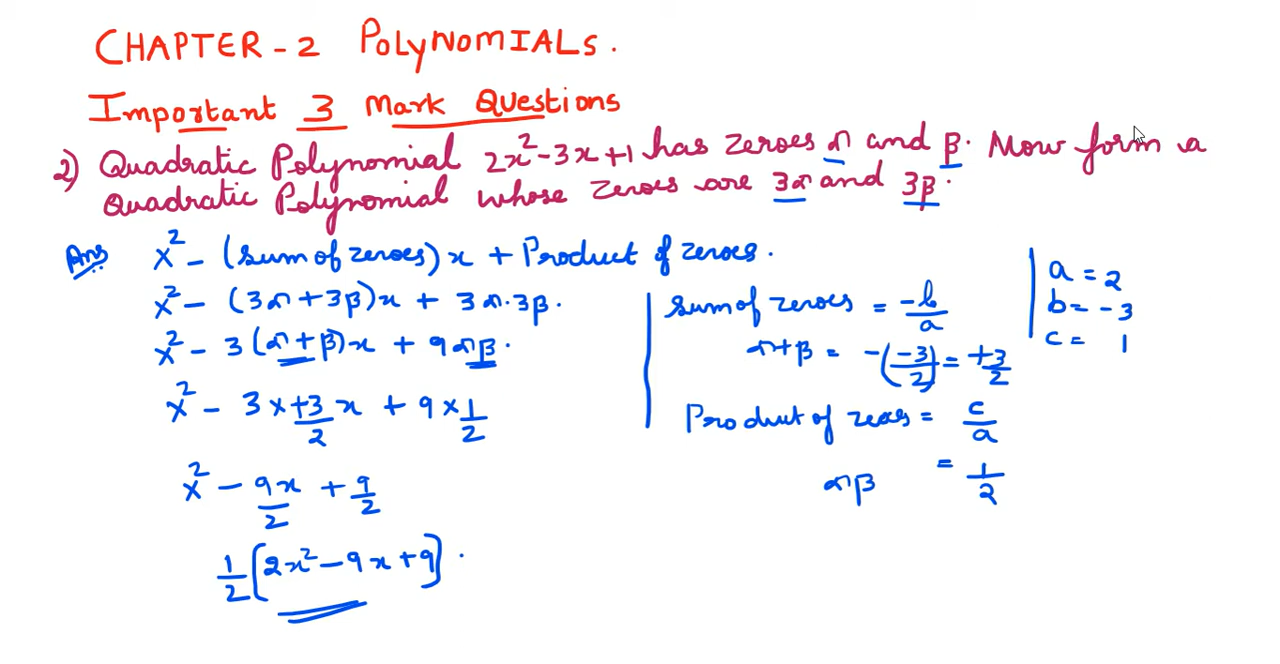 CHAPTER-2 POLYNOMIALS.
Important 3 Mark Questions
2) Quadratic Polynomial 2x²-3x+1 has zeroes α and β. Now form a
Quadratic Polynomial whose zeroes are 3α and 3β.
Ans x² - (sum of zeroes)x + Product of zeroes.
x² - (3α+3β)x + 3α·3β.
x² - 3(α+β)x + 9αβ.
x² - 3×+3/2 x + 9×1/2
x² - 9x/2 + 9/2
1/2[2x²-9x+9].
sum of zeroes = -b/a
α+β = -(-3/2) = +3/2
Product of zeroes = c/a
αβ = 1/2
a = 2
b = -3
c = 1